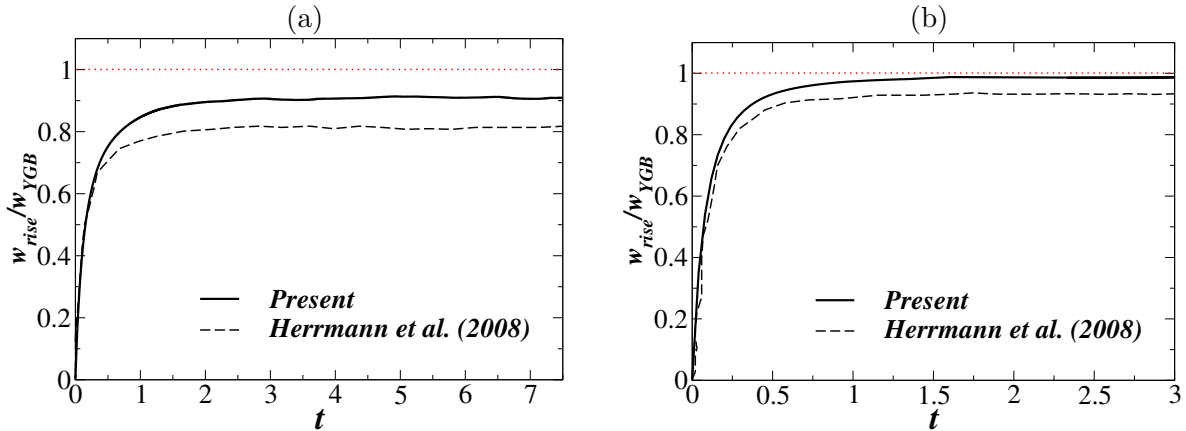 (a)
1
0.8
0.6
0.4
0.2
0
w_rise/w_YGB
Present
Herrmann et al. (2008)
0 1 2 3 4 5 6 7
t
(b)
1
0.8
0.6
0.4
0.2
0
w_rise/w_YGB
Present
Herrmann et al. (2008)
0 0.5 1 1.5 2 2.5 3
t